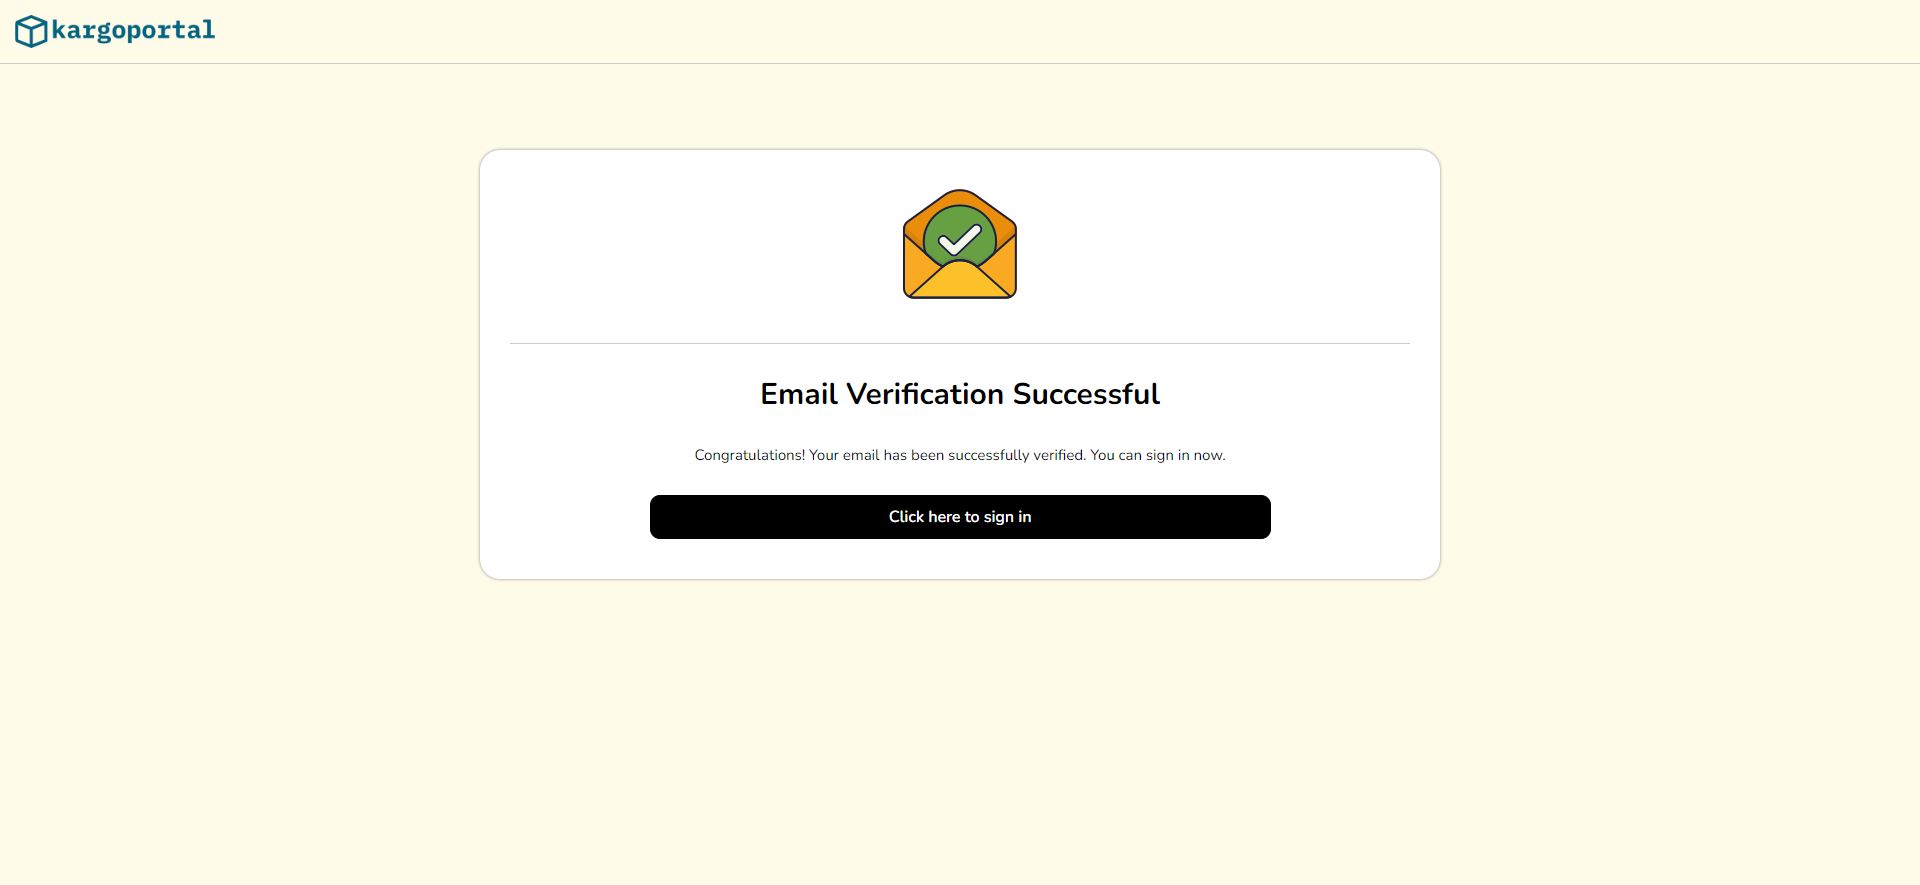 kargoportal
Email Verification Successful
Congratulations! Your email has been successfully verified. You can sign in now.
Click here to sign in